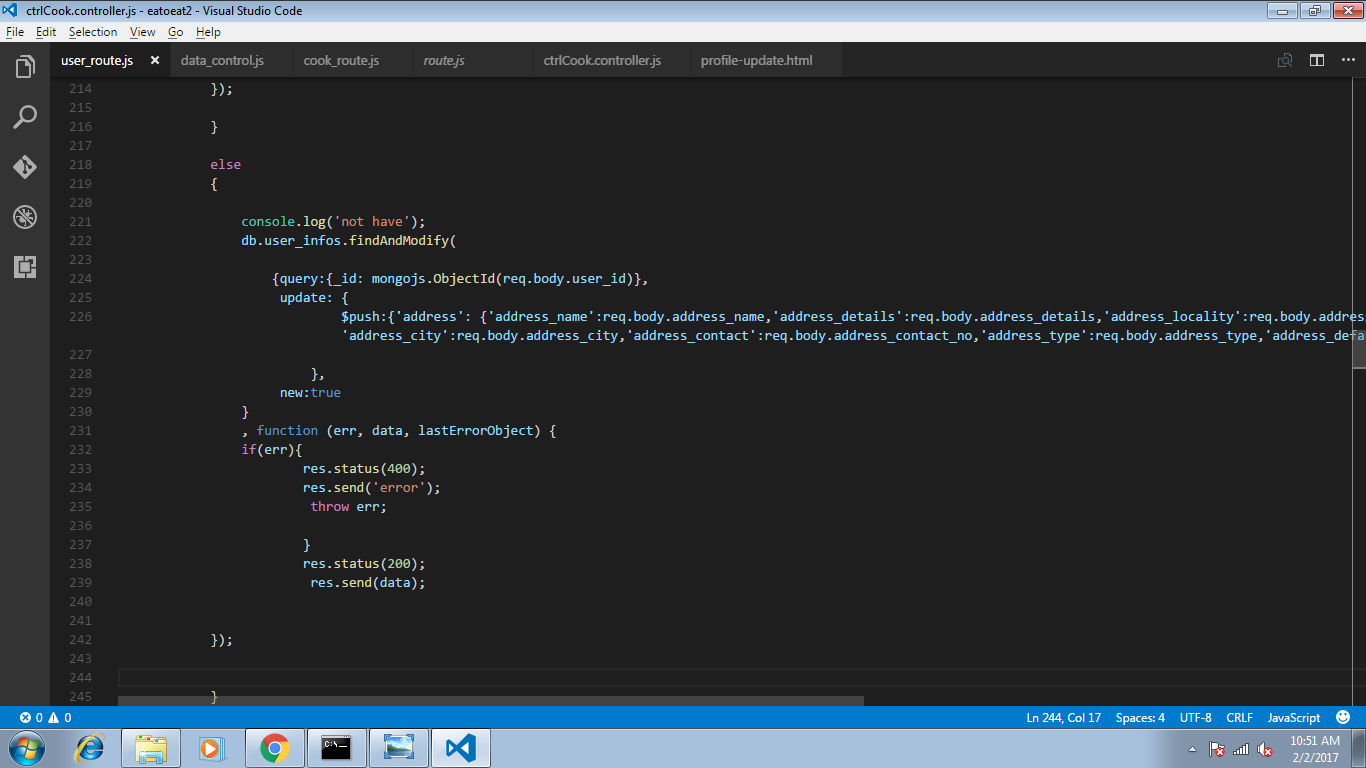 ctrlCook.controller.js - eatoeat2 - Visual Studio Code
File Edit Selection View Go Help
user_route.js × data_control.js cook_route.js route.js ctrlCook.controller.js profile-update.html
214 });
215
216 }
217
218 else
219 {
220
221 console.log('not have');
222 db.user_infos.findAndModify(
223
224 {query:{_id: mongojs.ObjectId(req.body.user_id)},
225 update: {
226 $push:{'address': {'address_name':req.body.address_name,'address_details':req.body.address_details,'address_locality':req.body.addres
'address_city':req.body.address_city,'address_contact':req.body.address_contact_no,'address_type':req.body.address_type,'address_defa
227
228 },
229 new:true
230 }
231 , function (err, data, lastErrorObject) {
232 if(err){
233 res.status(400);
234 res.send('error');
235 throw err;
236
237 }
238 res.status(200);
239 res.send(data);
240
241
242 });
243
244
245 }
0 0 Ln 244, Col 17 Spaces: 4 UTF-8 CRLF JavaScript
C:\_
10:51 AM
2/2/2017